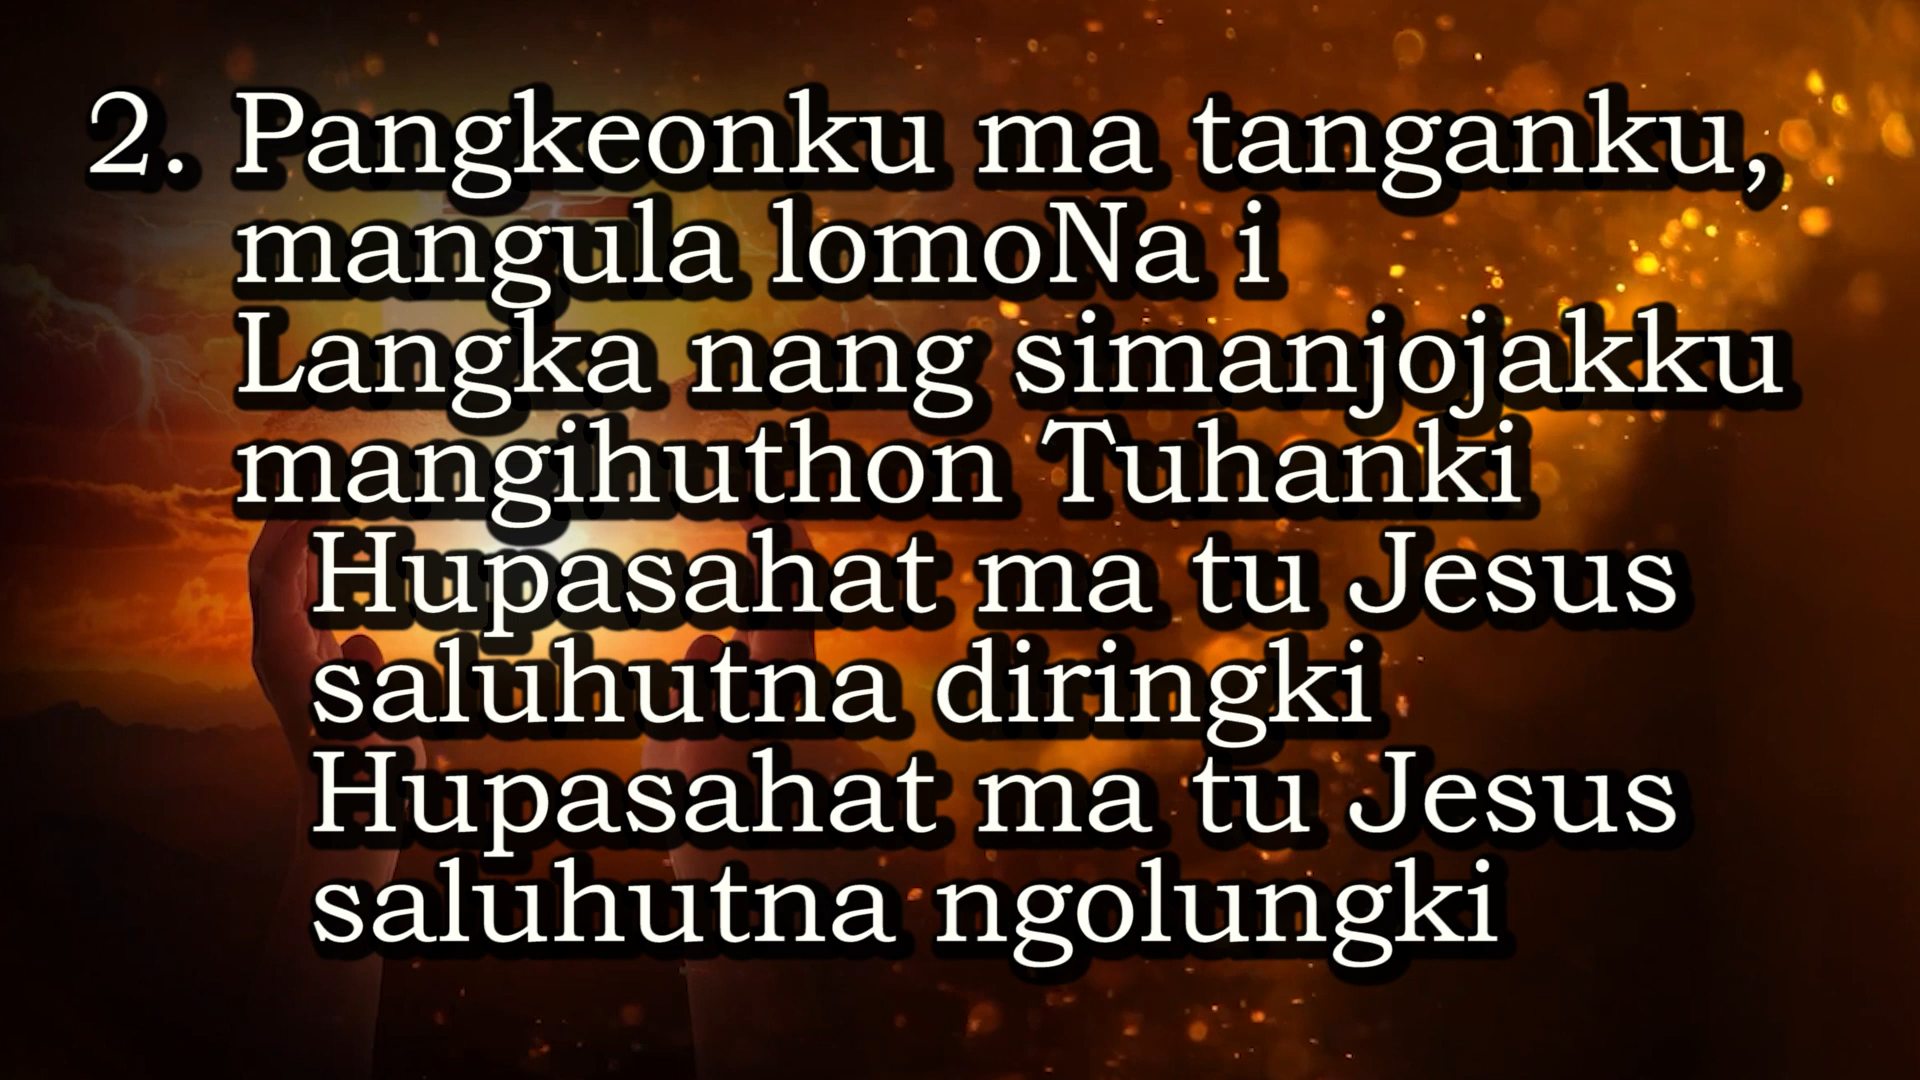 2. Pangkeonku ma tanganku,
mangula lomoNa i
Langka nang simanjojakku
mangihuthon Tuhanki
Hupasahat ma tu Jesus
saluhutna diringki
Hupasahat ma tu Jesus
saluhutna ngolungki